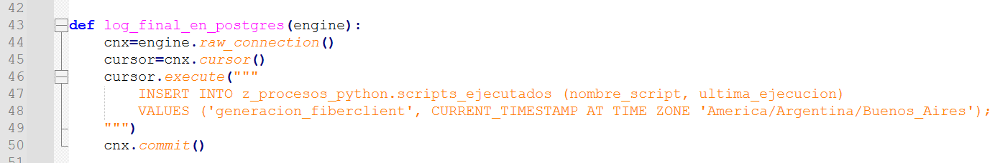 42
43 def log_final_en_postgres(engine):
44 cnx=engine.raw_connection()
45 cursor=cnx.cursor()
46 cursor.execute("""
47 INSERT INTO z_procesos_python.scripts_ejecutados (nombre_script, ultima_ejecucion)
48 VALUES ('generacion_fiberclient', CURRENT_TIMESTAMP AT TIME ZONE 'America/Argentina/Buenos_Aires');
49 """)
50 cnx.commit()
51